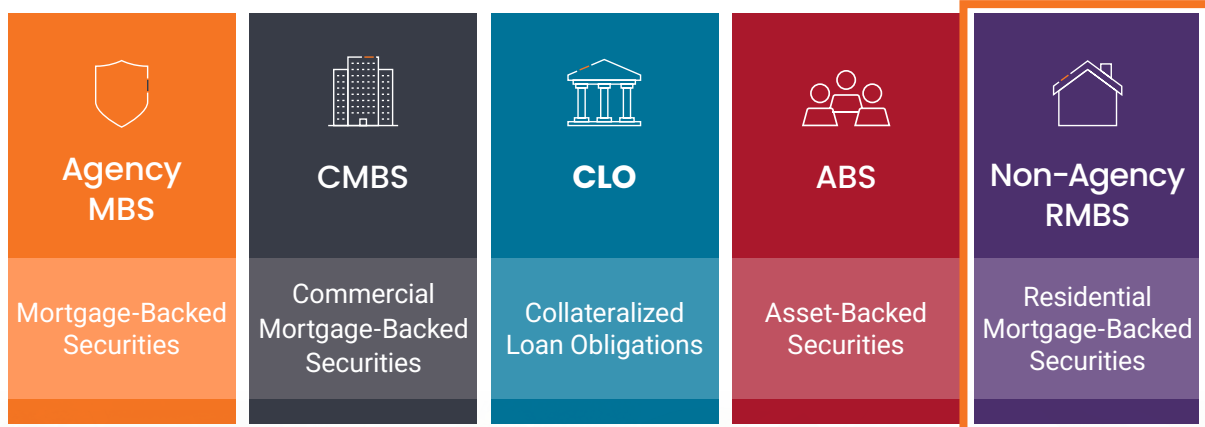 Agency
MBS
Mortgage-Backed
Securities
CMBS
Commercial
Mortgage-Backed
Securities
CLO
Collateralized
Loan Obligations
ABS
Asset-Backed
Securities
Non-Agency
RMBS
Residential
Mortgage-Backed
Securities